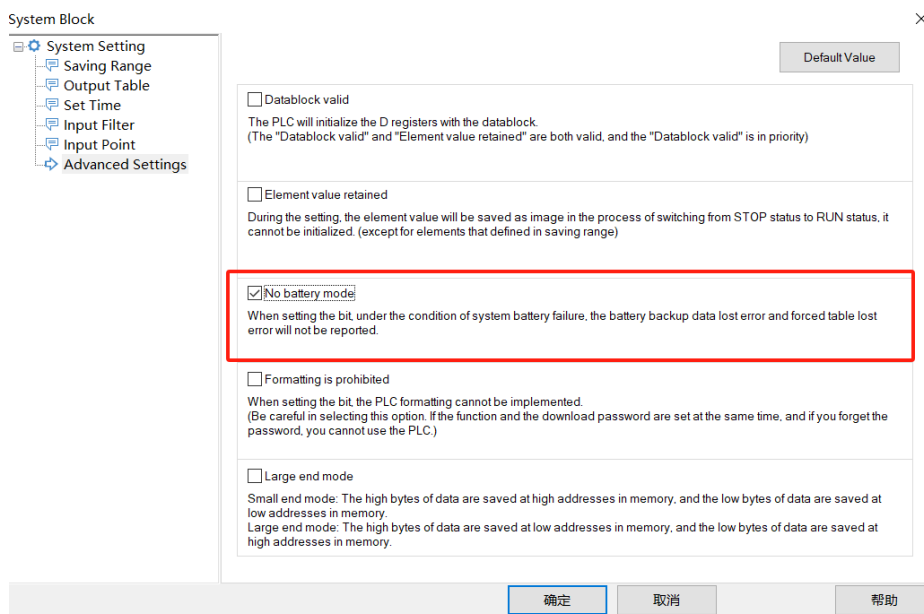 System Block
System Setting
Saving Range
Output Table
Set Time
Input Filter
Input Point
Advanced Settings
Default Value
Datablock valid
The PLC will initialize the D registers with the datablock.
(The "Datablock valid" and "Element value retained" are both valid, and the "Datablock valid" is in priority)
Element value retained
During the setting, the element value will be saved as image in the process of switching from STOP status to RUN status, it
cannot be initialized. (except for elements that defined in saving range)
No battery mode
When setting the bit, under the condition of system battery failure, the battery backup data lost error and forced table lost
error will not be reported.
Formatting is prohibited
When setting the bit, the PLC formatting cannot be implemented.
(Be careful in selecting this option. If the function and the download password are set at the same time, and if you forget the
password, you cannot use the PLC.)
Large end mode
Small end mode: The high bytes of data are saved at high addresses in memory, and the low bytes of data are saved at
low addresses in memory.
Large end mode: The high bytes of data are saved at low addresses in memory, and the low bytes of data are saved at
high addresses in memory.
确定
取消
帮助